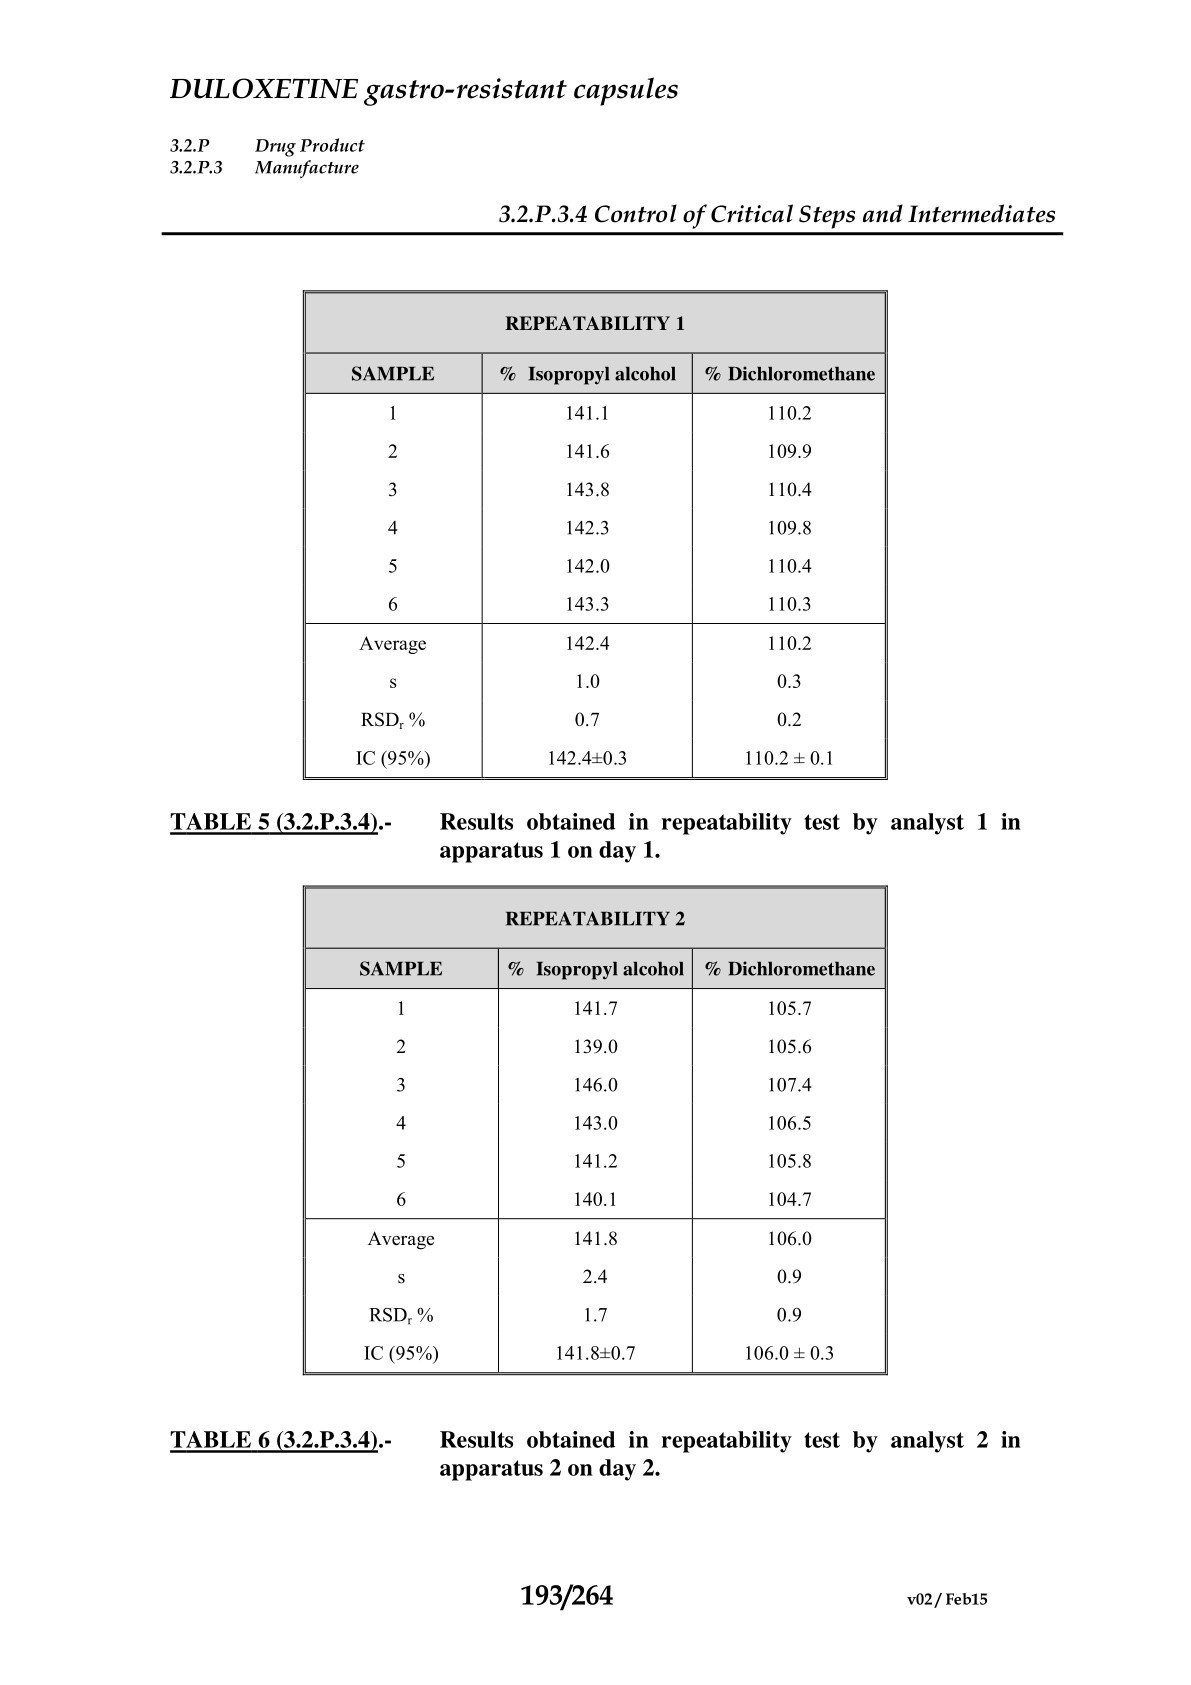 DULOXETINE gastro-resistant capsules
3.2.P Drug Product
3.2.P.3 Manufacture
3.2.P.3.4 Control of Critical Steps and Intermediates
REPEATABILITY 1
SAMPLE % Isopropyl alcohol % Dichloromethane
1 141.1 110.2
2 141.6 109.9
3 143.8 110.4
4 142.3 109.8
5 142.0 110.4
6 143.3 110.3
Average 142.4 110.2
s 1.0 0.3
RSDr % 0.7 0.2
IC (95%) 142.4±0.3 110.2 ± 0.1
TABLE 5 (3.2.P.3.4).- Results obtained in repeatability test by analyst 1 in
apparatus 1 on day 1.
REPEATABILITY 2
SAMPLE % Isopropyl alcohol % Dichloromethane
1 141.7 105.7
2 139.0 105.6
3 146.0 107.4
4 143.0 106.5
5 141.2 105.8
6 140.1 104.7
Average 141.8 106.0
s 2.4 0.9
RSDr % 1.7 0.9
IC (95%) 141.8±0.7 106.0 ± 0.3
TABLE 6 (3.2.P.3.4).- Results obtained in repeatability test by analyst 2 in
apparatus 2 on day 2.
193/264 v02 / Feb15